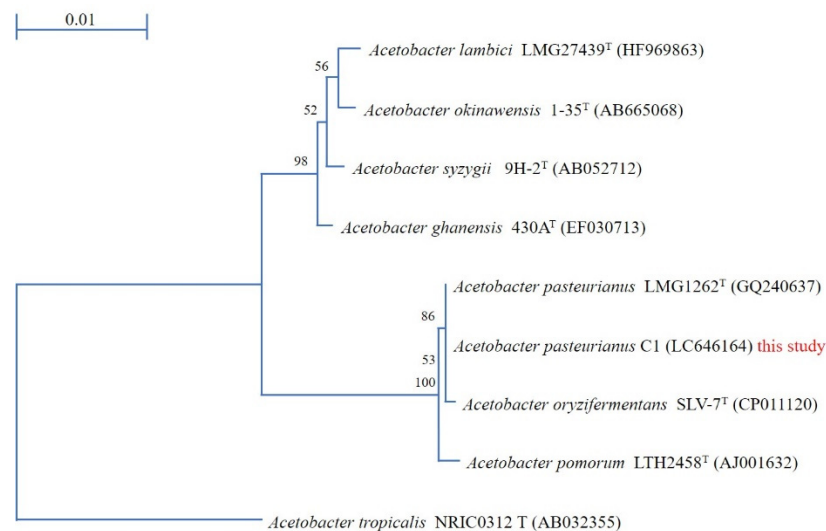 0.01
Acetobacter lambici LMG27439ᵀ (HF969863)
56
Acetobacter okinawensis 1-35ᵀ (AB665068)
52
98
Acetobacter syzygii 9H-2ᵀ (AB052712)
Acetobacter ghanensis 430Aᵀ (EF030713)
Acetobacter pasteurianus LMG1262ᵀ (GQ240637)
86
Acetobacter pasteurianus C1 (LC646164) this study
53
100
Acetobacter oryzifermentans SLV-7ᵀ (CP011120)
Acetobacter pomorum LTH2458ᵀ (AJ001632)
Acetobacter tropicalis NRIC0312 T (AB032355)